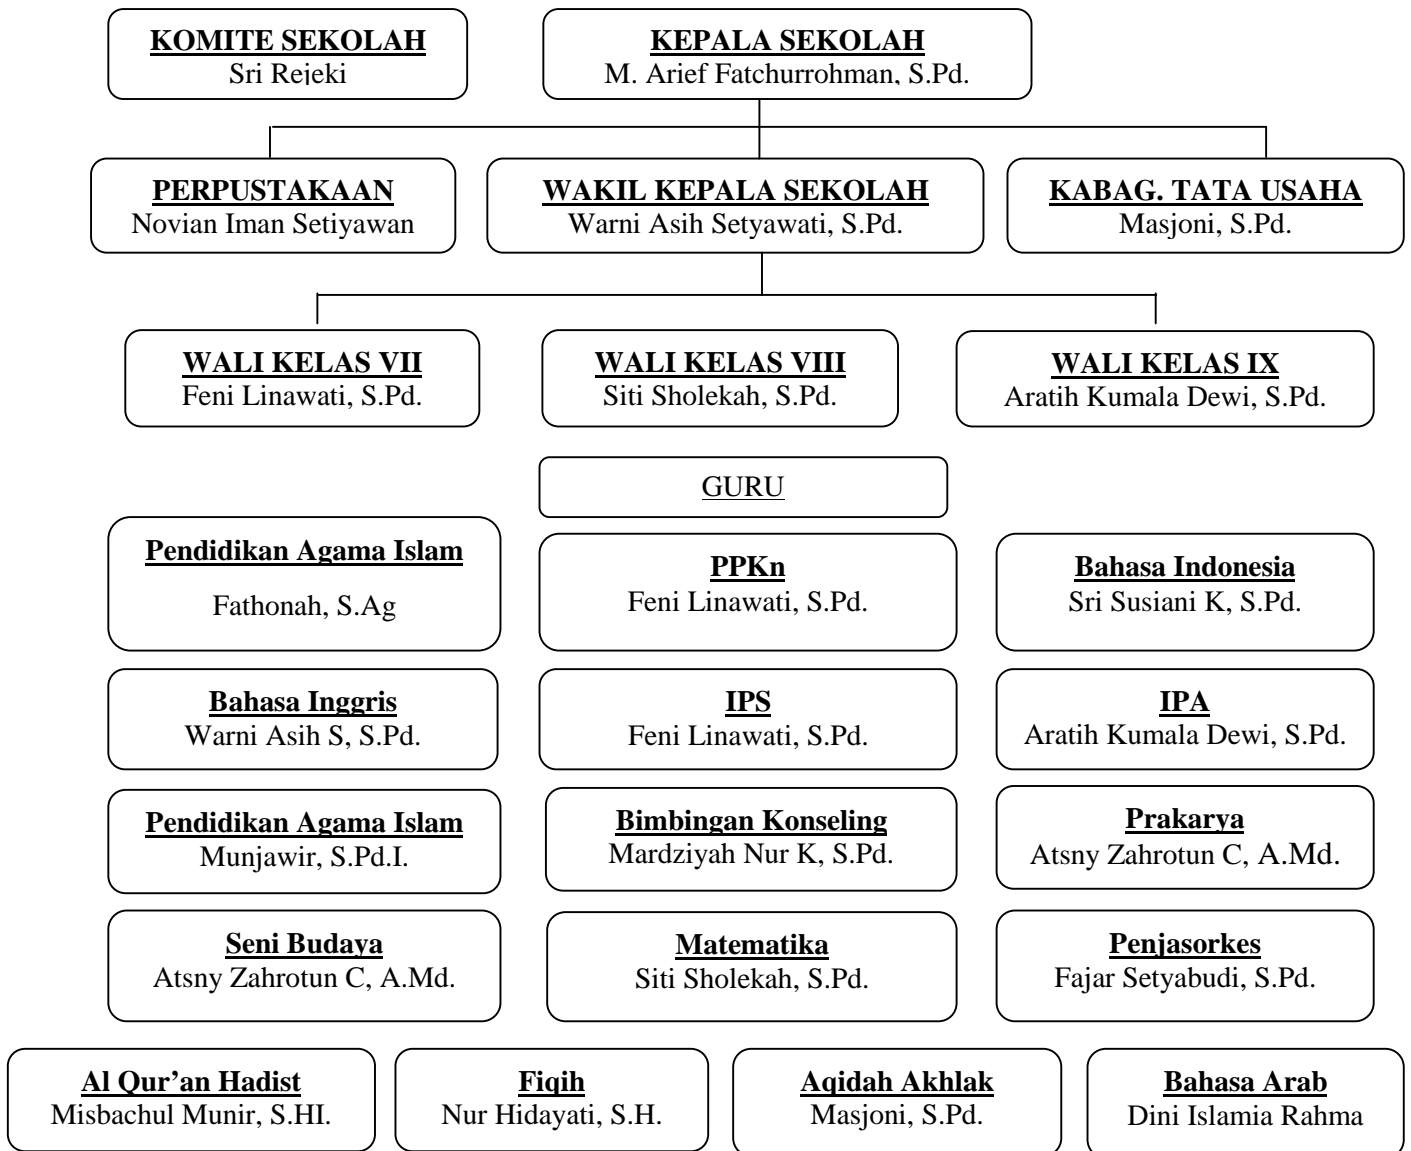 KOMITE SEKOLAH
Sri Rejeki
KEPALA SEKOLAH
M. Arief Fatchurrohman, S.Pd.
PERPUSTAKAAN
Novian Iman Setiyawan
WAKIL KEPALA SEKOLAH
Warni Asih Setyawati, S.Pd.
KABAG. TATA USAHA
Masjoni, S.Pd.
WALI KELAS VII
Feni Linawati, S.Pd.
WALI KELAS VIII
Siti Sholekah, S.Pd.
WALI KELAS IX
Aratih Kumala Dewi, S.Pd.
GURU
Pendidikan Agama Islam
Fathonah, S.Ag
PPKn
Feni Linawati, S.Pd.
Bahasa Indonesia
Sri Susiani K, S.Pd.
Bahasa Inggris
Warni Asih S, S.Pd.
IPS
Feni Linawati, S.Pd.
IPA
Aratih Kumala Dewi, S.Pd.
Pendidikan Agama Islam
Munjawir, S.Pd.I.
Bimbingan Konseling
Mardziyah Nur K, S.Pd.
Prakarya
Atsny Zahrotun C, A.Md.
Seni Budaya
Atsny Zahrotun C, A.Md.
Matematika
Siti Sholekah, S.Pd.
Penjasorkes
Fajar Setyabudi, S.Pd.
Al Qur’an Hadist
Misbachul Munir, S.HI.
Fiqih
Nur Hidayati, S.H.
Aqidah Akhlak
Masjoni, S.Pd.
Bahasa Arab
Dini Islamia Rahma